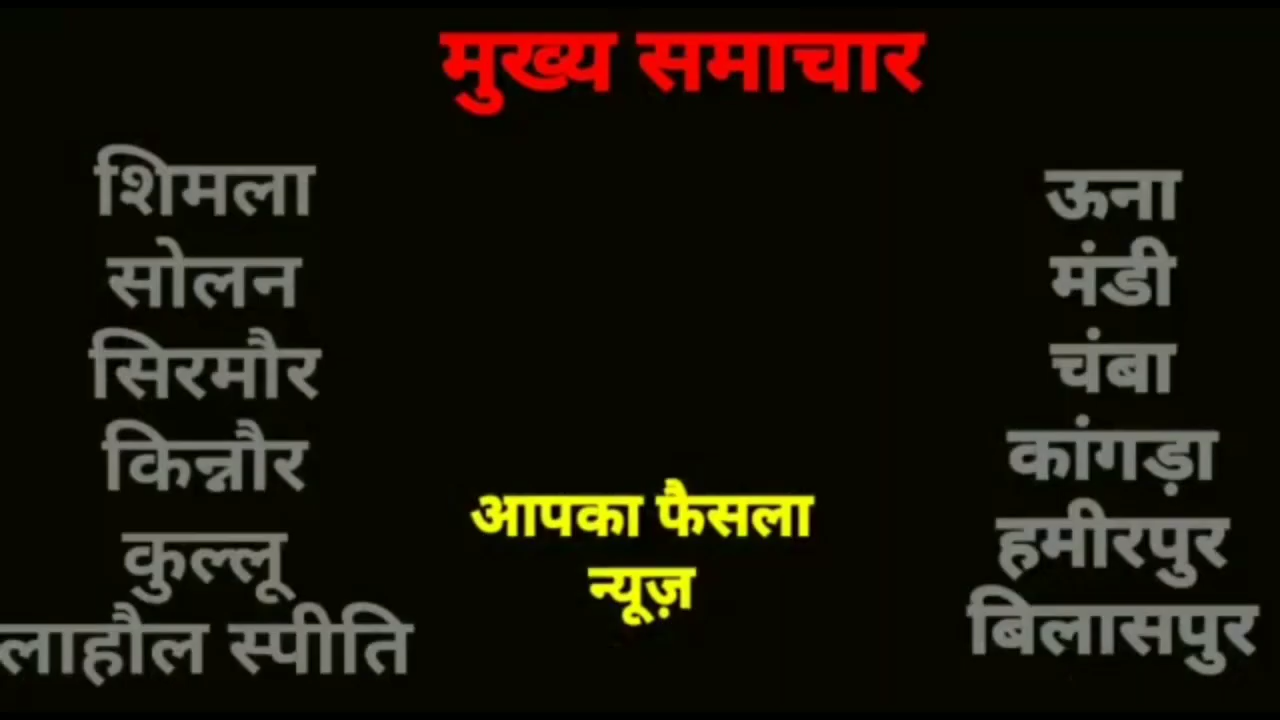 मुख्य समाचार
शिमला
सोलन
सिरमौर
किन्नौर
कुल्लू
लाहौल स्पीति
आपका फैसला
न्यूज़
ऊना
मंडी
चंबा
कांगड़ा
हमीरपुर
बिलासपुर